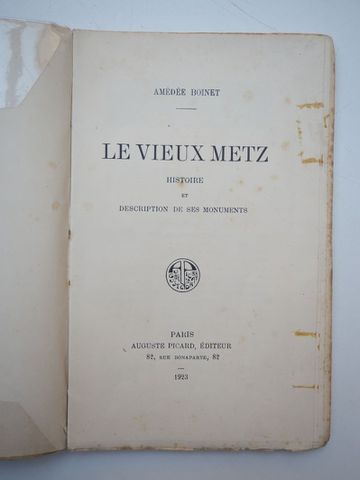 AMÉDÉE BOINET
LE VIEUX METZ
HISTOIRE
ET
DESCRIPTION DE SES MONUMENTS
PARIS
AUGUSTE PICARD, ÉDITEUR
82, RUE BONAPARTE, 82
1923